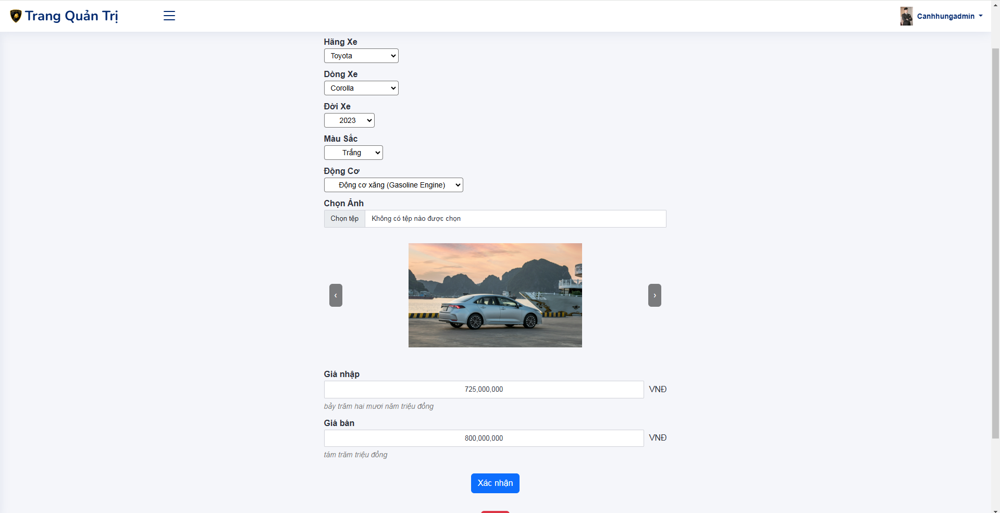 Trang Quản Trị
Canhhungadmin
Hãng Xe
Toyota
Dòng Xe
Corolla
Đời Xe
2023
Màu Sắc
Trắng
Động Cơ
Động cơ xăng (Gasoline Engine)
Chọn Ảnh
Chọn tệp Không có tệp nào được chọn
‹ ›
Giá nhập
725,000,000 VNĐ
bảy trăm hai mươi năm triệu đồng
Giá bán
800,000,000 VNĐ
tám trăm triệu đồng
Xác nhận